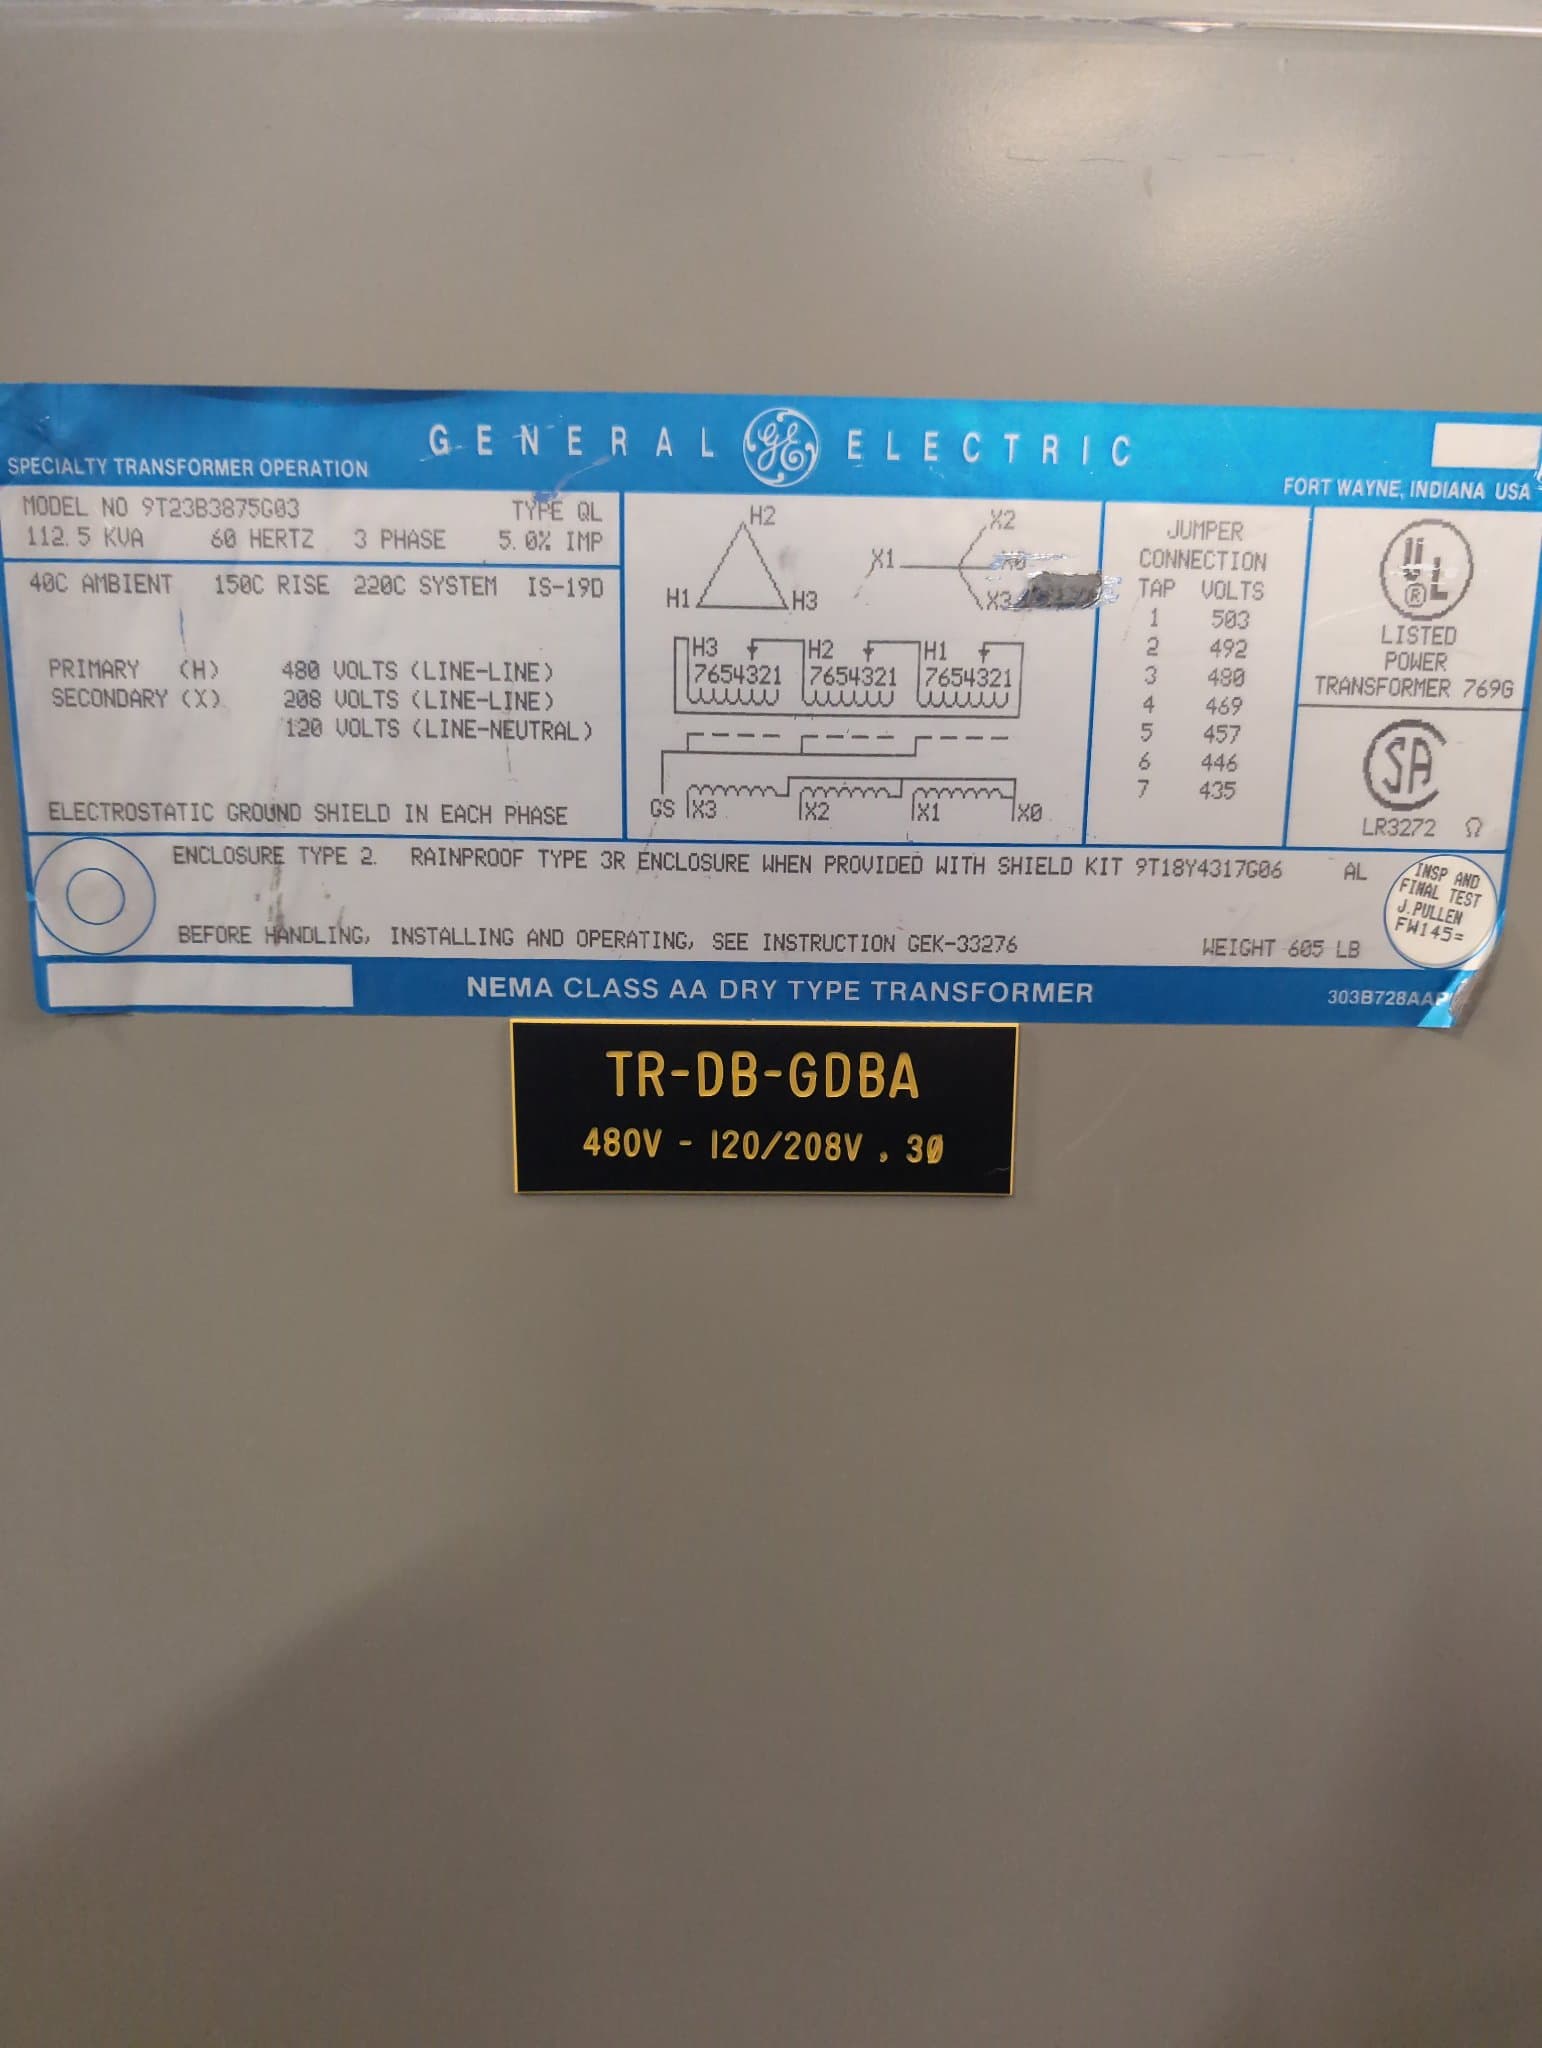 GENERAL GE ELECTRIC
SPECIALTY TRANSFORMER OPERATION
FORT WAYNE, INDIANA USA
MODEL NO 9T23B3875G03 TYPE QL
112.5 KVA 60 HERTZ 3 PHASE 5.0% IMP
40C AMBIENT 150C RISE 220C SYSTEM IS-19D
PRIMARY (H) 480 VOLTS (LINE-LINE)
SECONDARY (X) 208 VOLTS (LINE-LINE)
120 VOLTS (LINE-NEUTRAL)
ELECTROSTATIC GROUND SHIELD IN EACH PHASE
H2 X2
X1 X0
H1 H3 X3
H3 H2 H1
7654321 7654321 7654321
GS X3 X2 X1 X0
JUMPER
CONNECTION
TAP VOLTS
1 503
2 492
3 480
4 469
5 457
6 446
7 435
UL ®
LISTED
POWER
TRANSFORMER 769G
SA
LR3272 Ω
ENCLOSURE TYPE 2. RAINPROOF TYPE 3R ENCLOSURE WHEN PROVIDED WITH SHIELD KIT 9T18Y4317G06 AL
BEFORE HANDLING, INSTALLING AND OPERATING, SEE INSTRUCTION GEK-33276 WEIGHT 605 LB
INSP AND
FINAL TEST
J.PULLEN
FW145=
NEMA CLASS AA DRY TYPE TRANSFORMER
303B728AAP
TR-DB-GDBA
480V - 120/208V , 3Ø